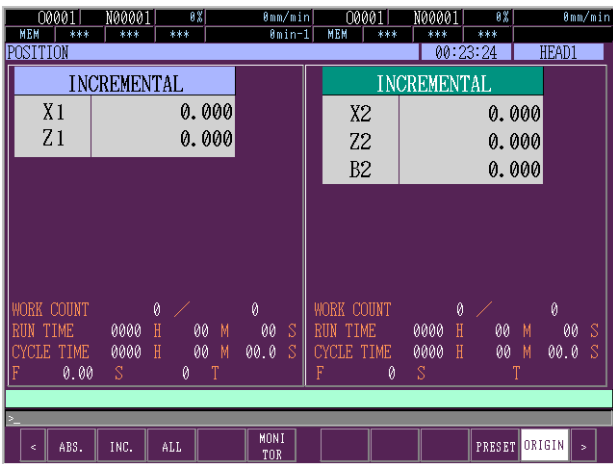 O0001 N00001 0% 0mm/min O0001 N00001 0% 0mm/min
MEM *** *** *** 0min-1 MEM *** *** ***
POSITION 00:23:24 HEAD1
INCREMENTAL INCREMENTAL
X1 0.000 X2 0.000
Z1 0.000 Z2 0.000
B2 0.000
WORK COUNT 0 / 0 WORK COUNT 0 / 0
RUN TIME 0000 H 00 M 00 S RUN TIME 0000 H 00 M 00 S
CYCLE TIME 0000 H 00 M 00.0 S CYCLE TIME 0000 H 00 M 00.0 S
F 0.00 S 0 T F 0 S T
>_
< ABS. INC. ALL MONI PRESET ORIGIN >
TOR